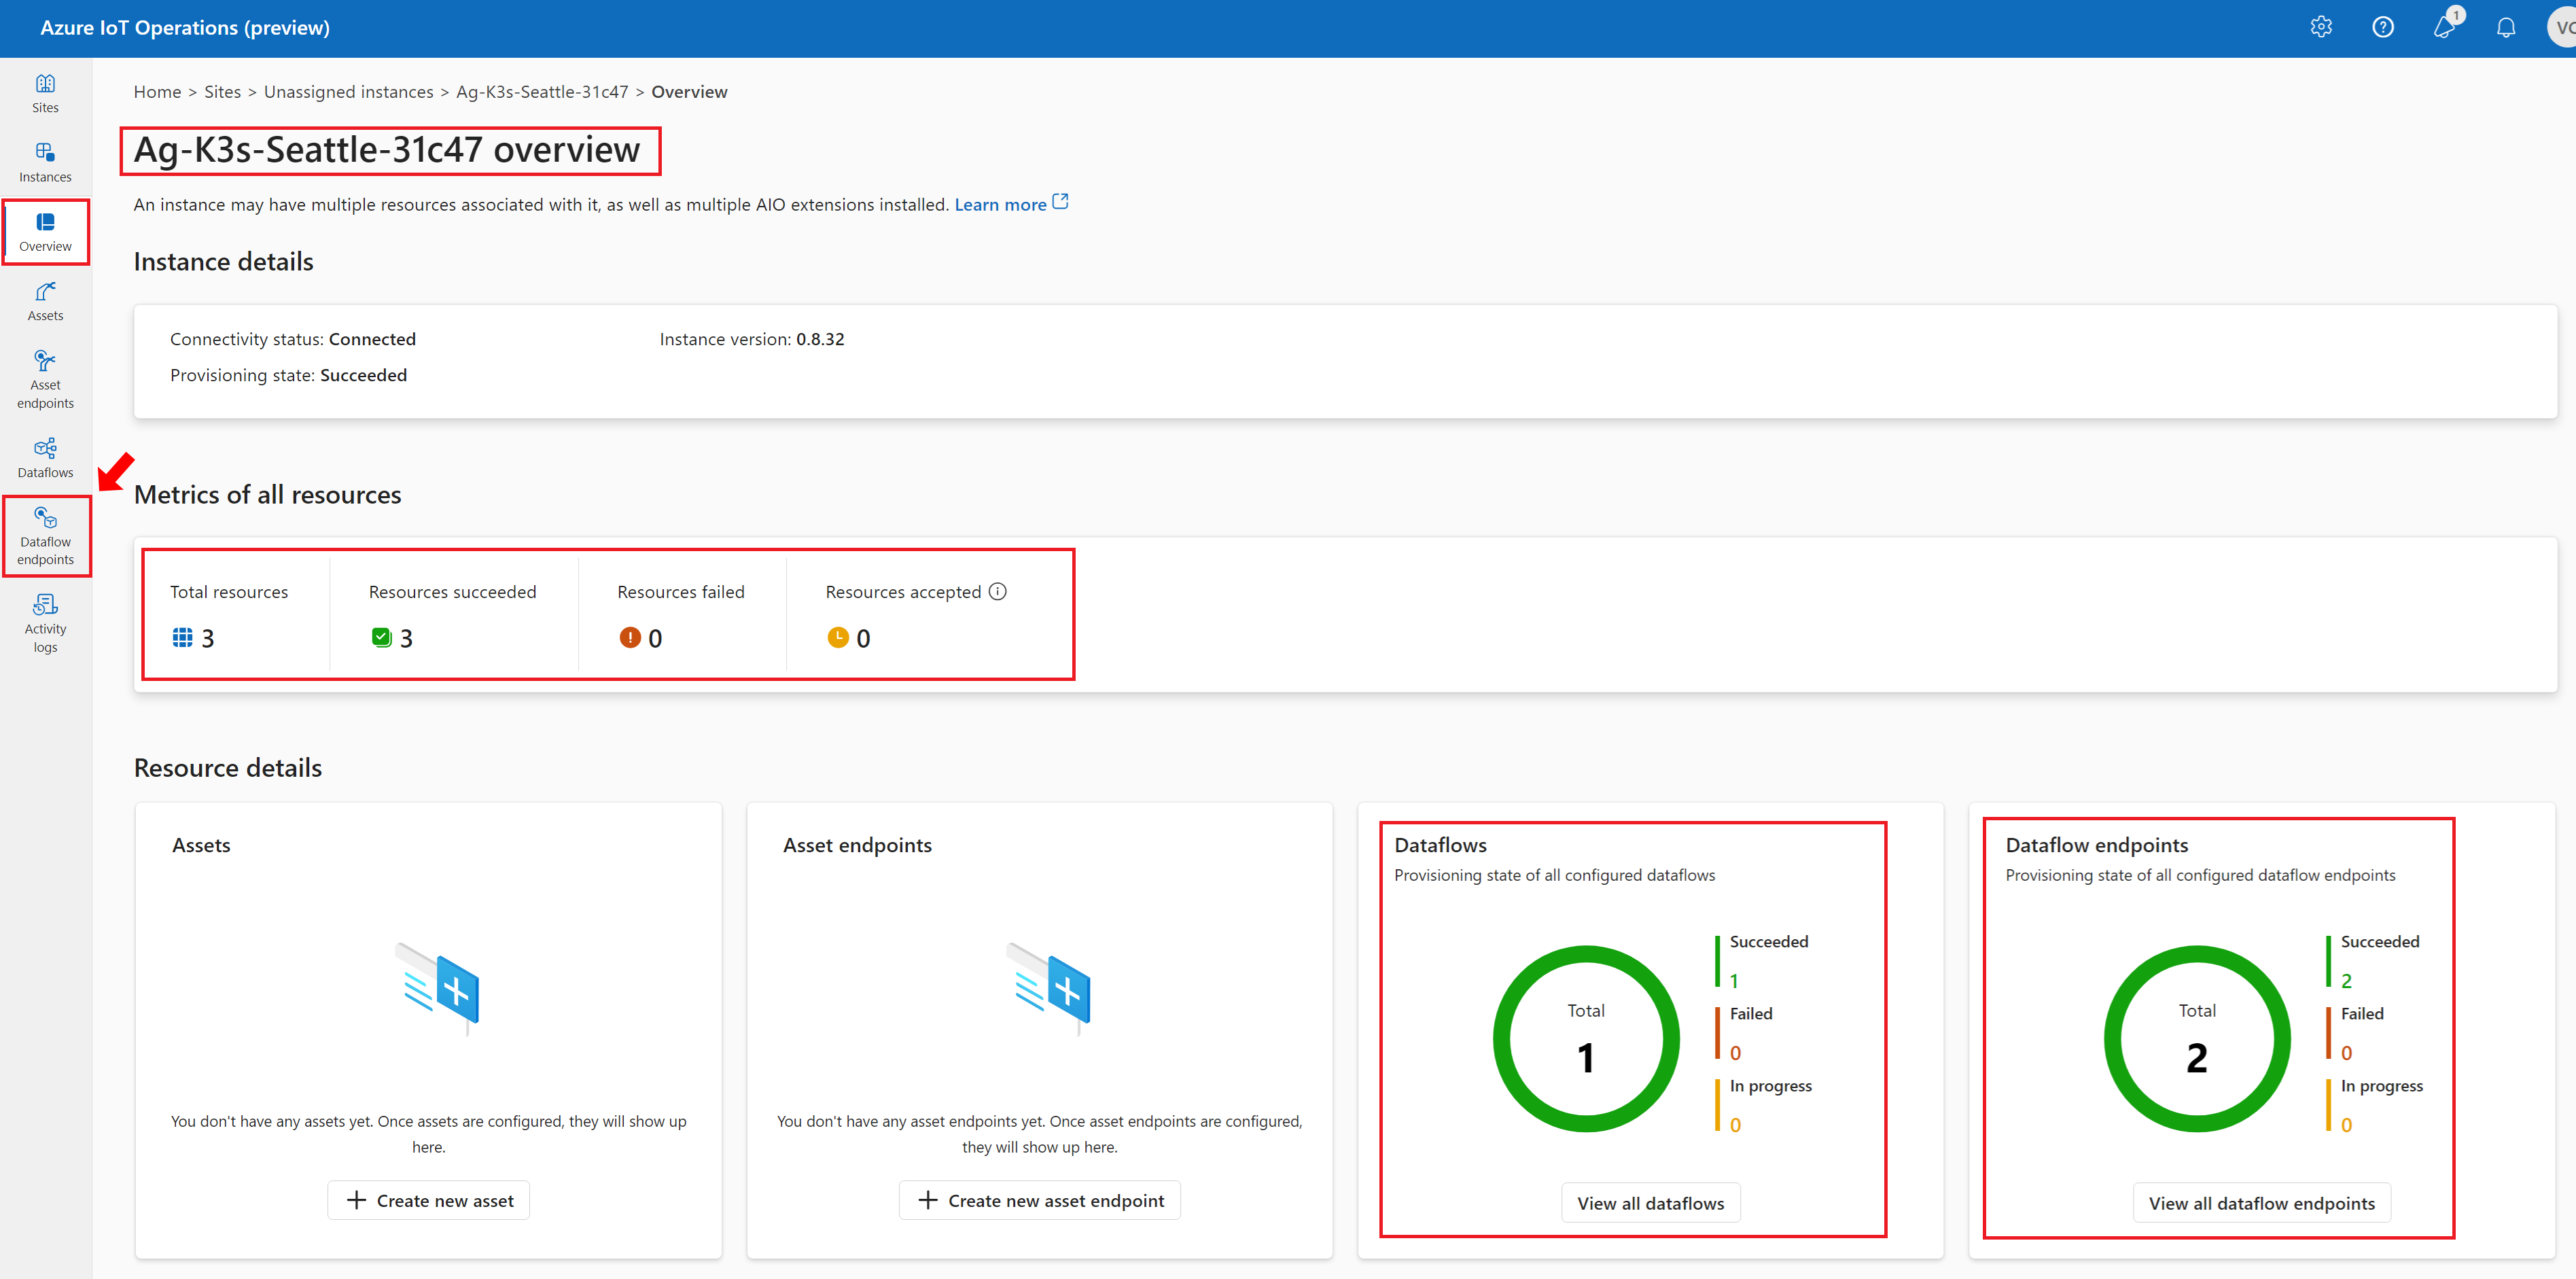 Azure IoT Operations (preview)
1
VC
Sites
Instances
Overview
Assets
Asset
endpoints
Dataflows
Dataflow
endpoints
Activity
logs
Home > Sites > Unassigned instances > Ag-K3s-Seattle-31c47 > Overview
Ag-K3s-Seattle-31c47 overview
An instance may have multiple resources associated with it, as well as multiple AIO extensions installed. Learn more
Instance details
Connectivity status: Connected
Instance version: 0.8.32
Provisioning state: Succeeded
Metrics of all resources
Total resources
3
Resources succeeded
3
Resources failed
0
Resources accepted
0
Resource details
Assets
You don't have any assets yet. Once assets are configured, they will show up
here.
Create new asset
Asset endpoints
You don't have any asset endpoints yet. Once asset endpoints are configured,
they will show up here.
Create new asset endpoint
Dataflows
Provisioning state of all configured dataflows
Total
1
Succeeded
1
Failed
0
In progress
0
View all dataflows
Dataflow endpoints
Provisioning state of all configured dataflow endpoints
Total
2
Succeeded
2
Failed
0
In progress
0
View all dataflow endpoints